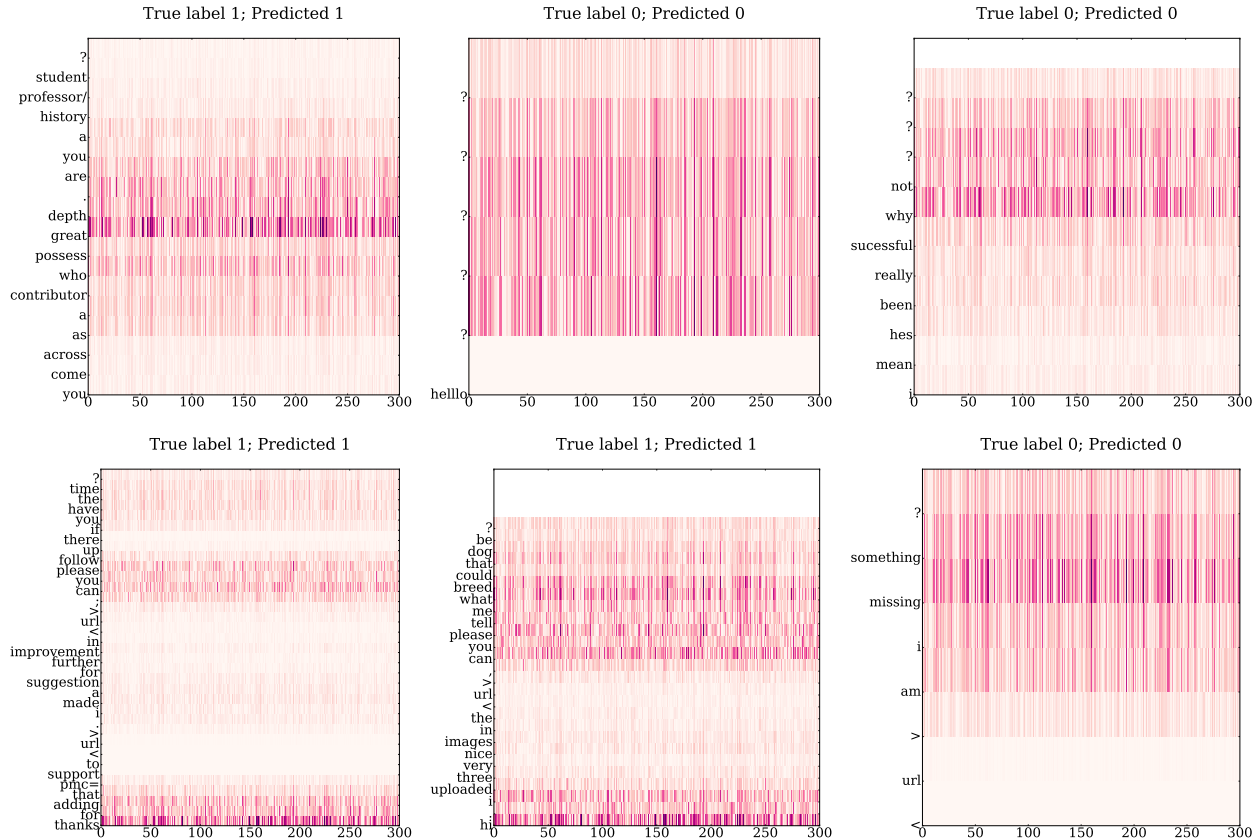 True label 1; Predicted 1
?
student
professor/
history
a
you
are
.
depth
great
possess
who
contributor
a
as
across
come
you
0 50 100 150 200 250 300
True label 0; Predicted 0
?
?
?
?
?
helllo
0 50 100 150 200 250 300
True label 0; Predicted 0
?
?
?
not
why
sucessful
really
been
hes
mean
i
0 50 100 150 200 250 300
True label 1; Predicted 1
?
time
the
have
you
if
there
up
follow
please
you
can
.
>
url
<
in
improvement
further
for
suggestion
a
made
i
.
>
url
<
to
support
pmc=
that
adding
for
thanks
0 50 100 150 200 250 300
True label 1; Predicted 1
?
be
dog
that
could
breed
what
me
tell
please
you
can
.
>
url
<
the
in
images
nice
very
three
uploaded
i
hi
0 50 100 150 200 250 300
True label 0; Predicted 0
?
something
missing
i
am
>
url
<
0 50 100 150 200 250 300